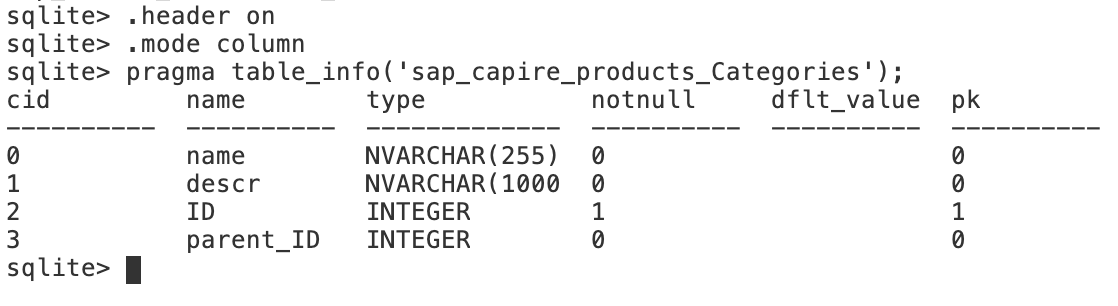 sqlite> .header on
sqlite> .mode column
sqlite> pragma table_info('sap_capire_products_Categories');
cid         name        type           notnull     dflt_value  pk
----------  ----------  -------------  ----------  ----------  ----------
0           name        NVARCHAR(255)  0                       0
1           descr       NVARCHAR(1000  0                       0
2           ID          INTEGER        1                       1
3           parent_ID   INTEGER        0                       0
sqlite>